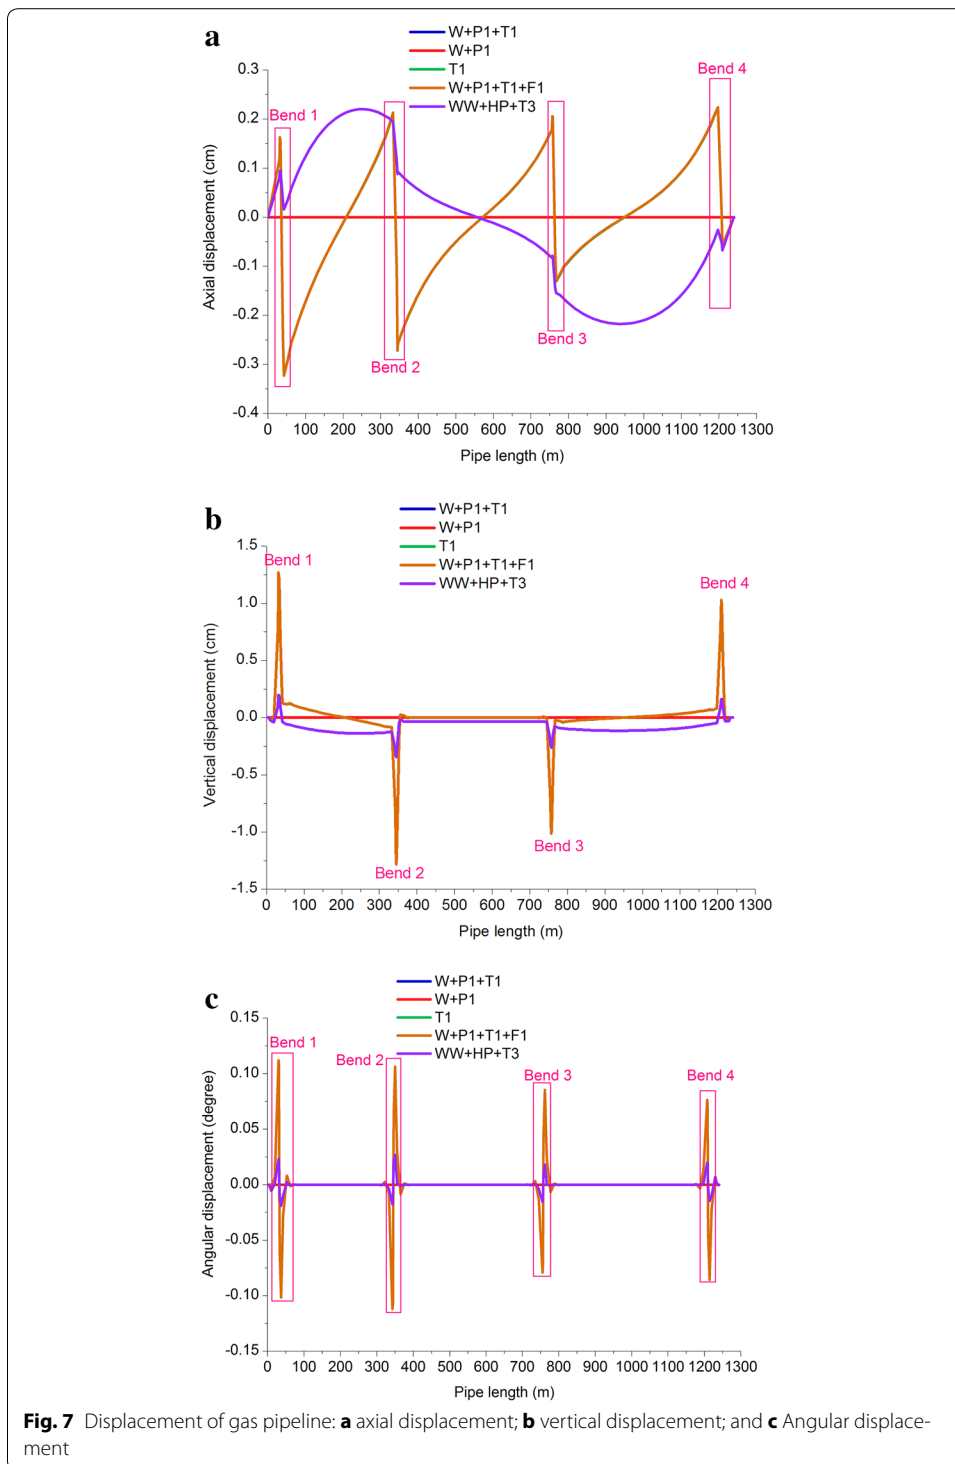 a
W+P1+T1
W+P1
T1
W+P1+T1+F1
WW+HP+T3
Bend 1
Bend 2
Bend 3
Bend 4
Axial displacement (cm)
0.3
0.2
0.1
0.0
-0.1
-0.2
-0.3
-0.4
0 100 200 300 400 500 600 700 800 900 1000 1100 1200 1300
Pipe length (m)
b
W+P1+T1
W+P1
T1
W+P1+T1+F1
WW+HP+T3
Bend 1
Bend 2
Bend 3
Bend 4
Vertical displacement (cm)
1.5
1.0
0.5
0.0
-0.5
-1.0
-1.5
0 100 200 300 400 500 600 700 800 900 1000 1100 1200 1300
Pipe length (m)
c
W+P1+T1
W+P1
T1
W+P1+T1+F1
WW+HP+T3
Bend 1
Bend 2
Bend 3
Bend 4
Angular displacement (degree)
0.15
0.10
0.05
0.00
-0.05
-0.10
-0.15
0 100 200 300 400 500 600 700 800 900 1000 1100 1200 1300
Pipe length (m)
Fig. 7 Displacement of gas pipeline: a axial displacement; b vertical displacement; and c Angular displace-
ment